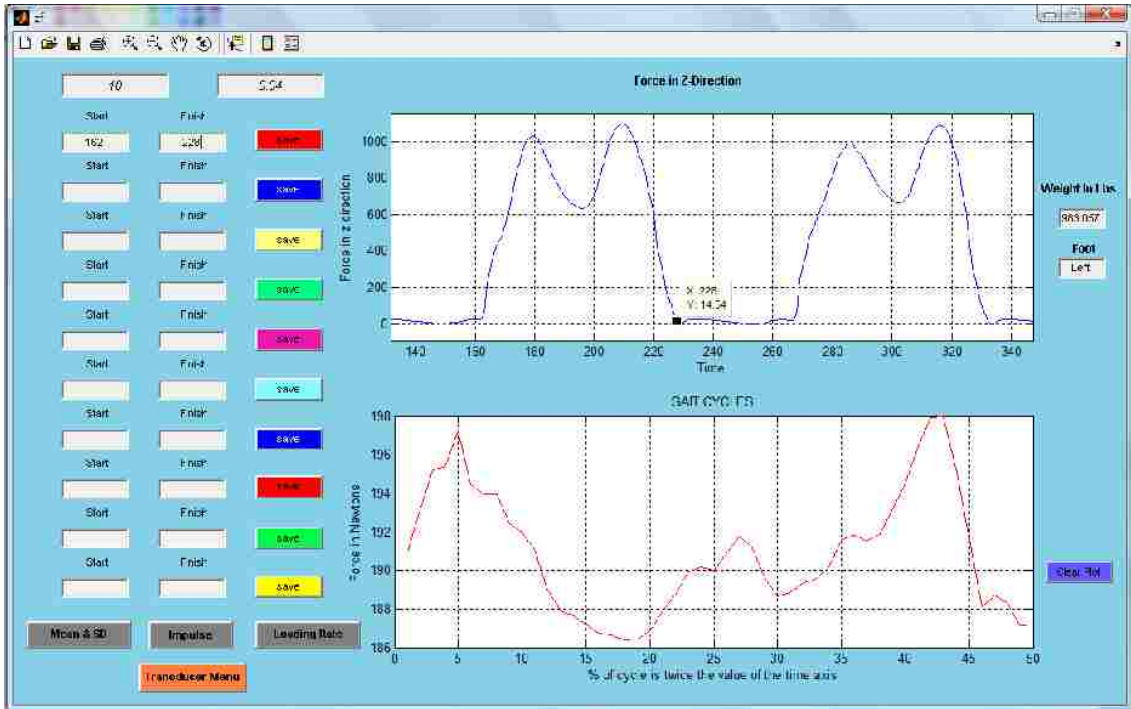 Force in Z-Direction
Start Finish
162 228 save
Start Finish
save
Start Finish
save
Start Finish
save
Start Finish
save
Start Finish
save
Start Finish
save
Start Finish
save
Start Finish
save
Start Finish
save
Mean & SD Impulse Loading Rate
Transducer Menu
Force in z direction
1000
800
600
400
200
0
X: 228
Y: 14.54
140 160 180 200 220 240 260 280 300 320 340
Time
Weight in Lbs
983.057
Foot
Left
GAIT CYCLES
Force in Newtons
198
196
194
192
190
188
186
0 5 10 15 20 25 30 35 40 45 50
% of cycle is twice the value of the time axis
Clear Plot